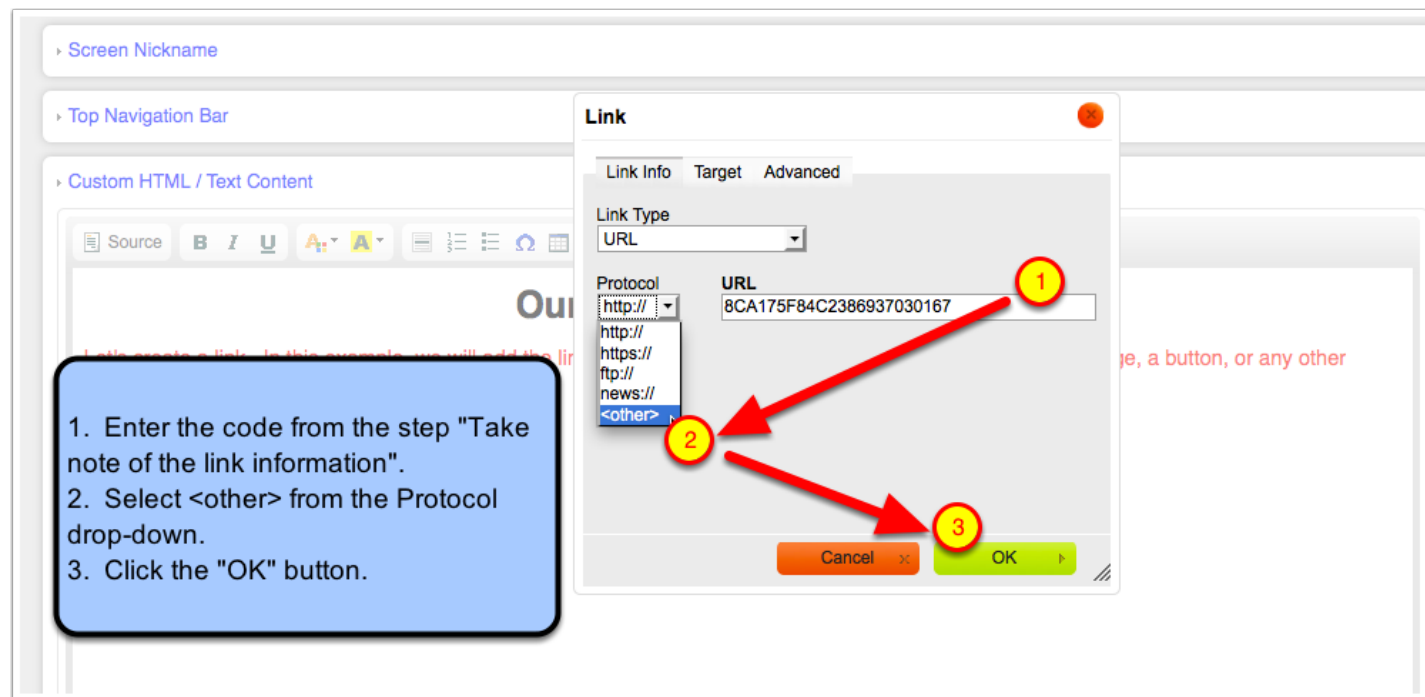 Screen Nickname
Top Navigation Bar
Custom HTML / Text Content
Source B I U A A Ω
Our
ge, a button, or any other
Link
Link Info Target Advanced
Link Type
URL
Protocol URL
http:// 8CA175F84C2386937030167
http://
https://
ftp://
news://
<other>
1
2
3
Cancel OK
1. Enter the code from the step "Take
note of the link information".
2. Select <other> from the Protocol
drop-down.
3. Click the "OK" button.